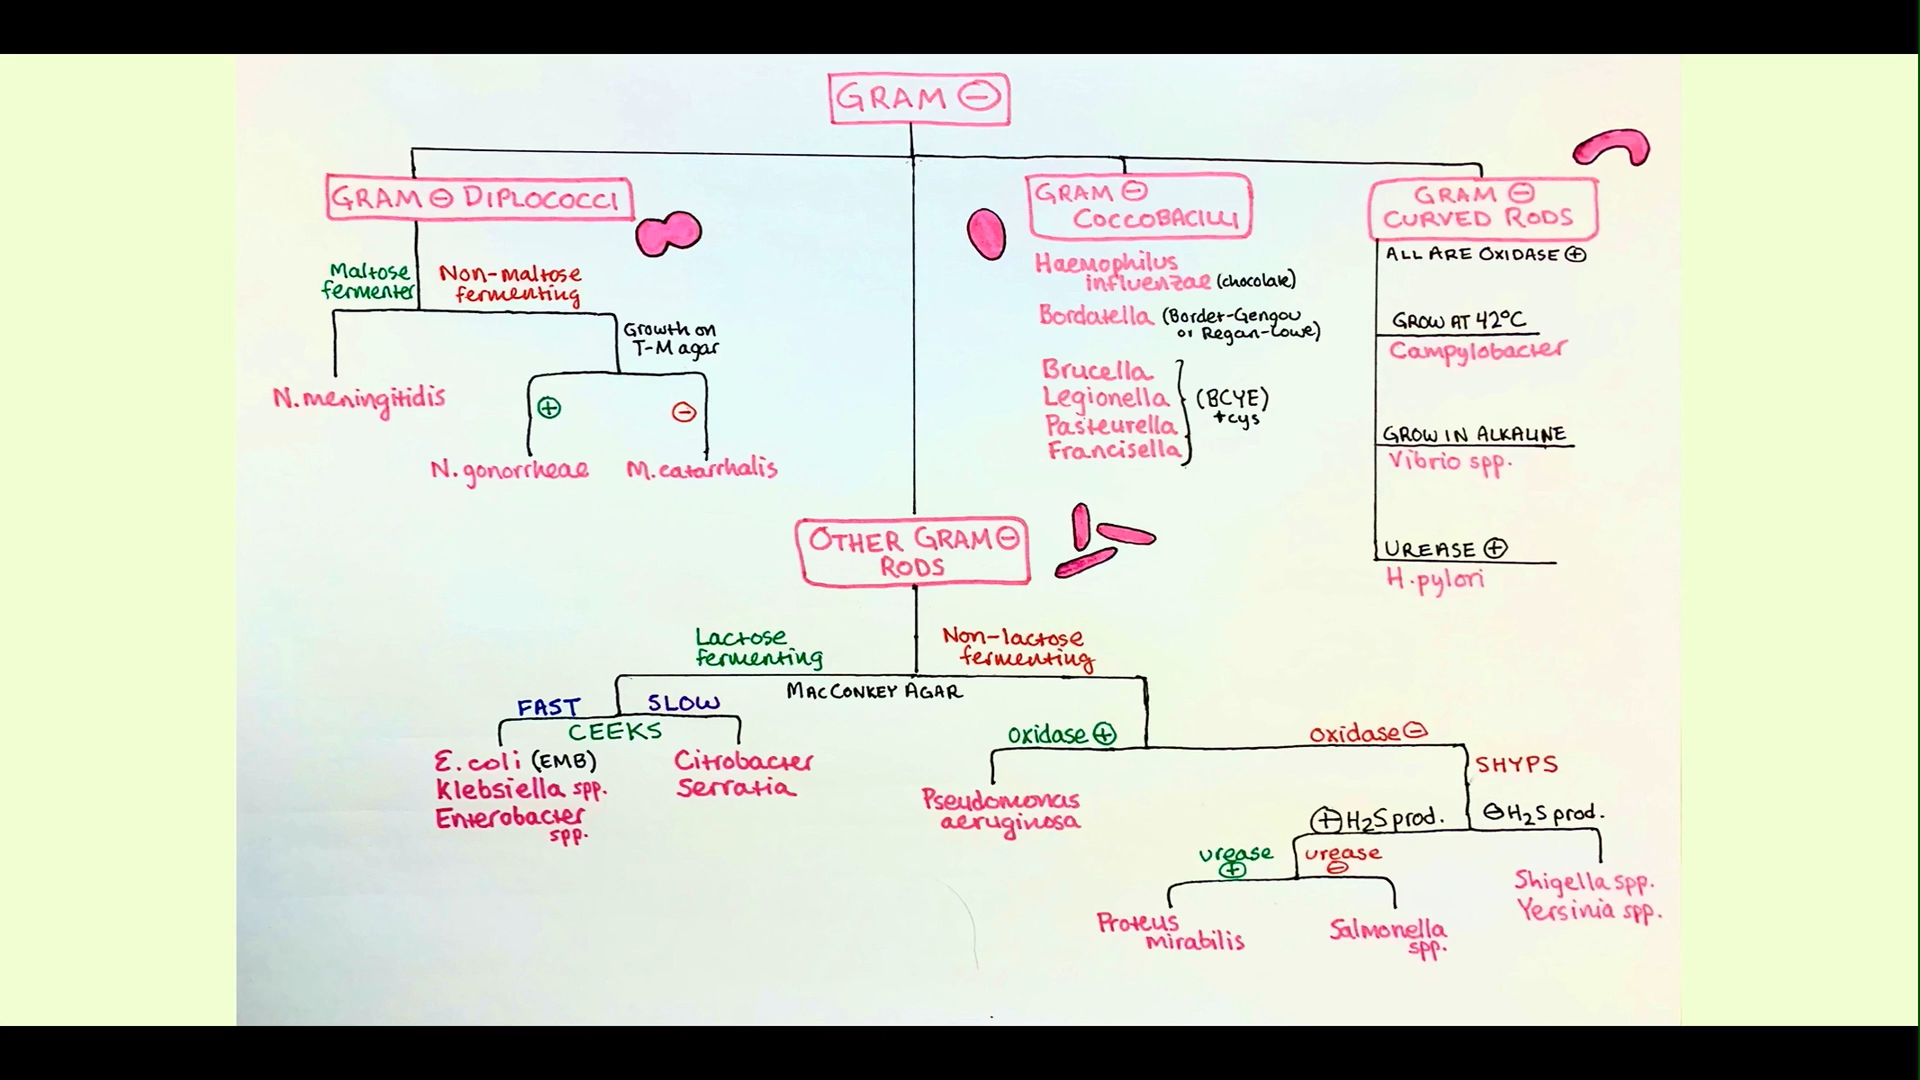 GRAM ⊖
GRAM ⊖ DIPLOCOCCI
Maltose
fermenter
Non-maltose
fermenting
Growth on
T-M agar
N. meningitidis
⊕
⊖
N. gonorrheae
M. catarrhalis
GRAM ⊖
COCCOBACILLI
Haemophilus
influenzae (chocolate)
Bordatella (Bordet-Gengou
or Regan-Lowe)
Brucella
Legionella
Pasteurella
Francisella
(BCYE)
+cys
GRAM ⊖
CURVED RODS
ALL ARE OXIDASE ⊕
GROW AT 42°C
Campylobacter
GROW IN ALKALINE
Vibrio spp.
UREASE ⊕
H. pylori
OTHER GRAM ⊖
RODS
Lactose
fermenting
Non-lactose
fermenting
MACCONKEY AGAR
FAST
SLOW
CEEKS
E. coli (EMB)
Klebsiella spp.
Enterobacter
spp.
Citrobacter
Serratia
oxidase ⊕
oxidase ⊖
Pseudomonas
aeruginosa
SHYPS
⊕ H2S prod.
⊖ H2S prod.
urease
⊕
urease
⊖
Proteus
mirabilis
Salmonella
spp.
Shigella spp.
Yersinia spp.